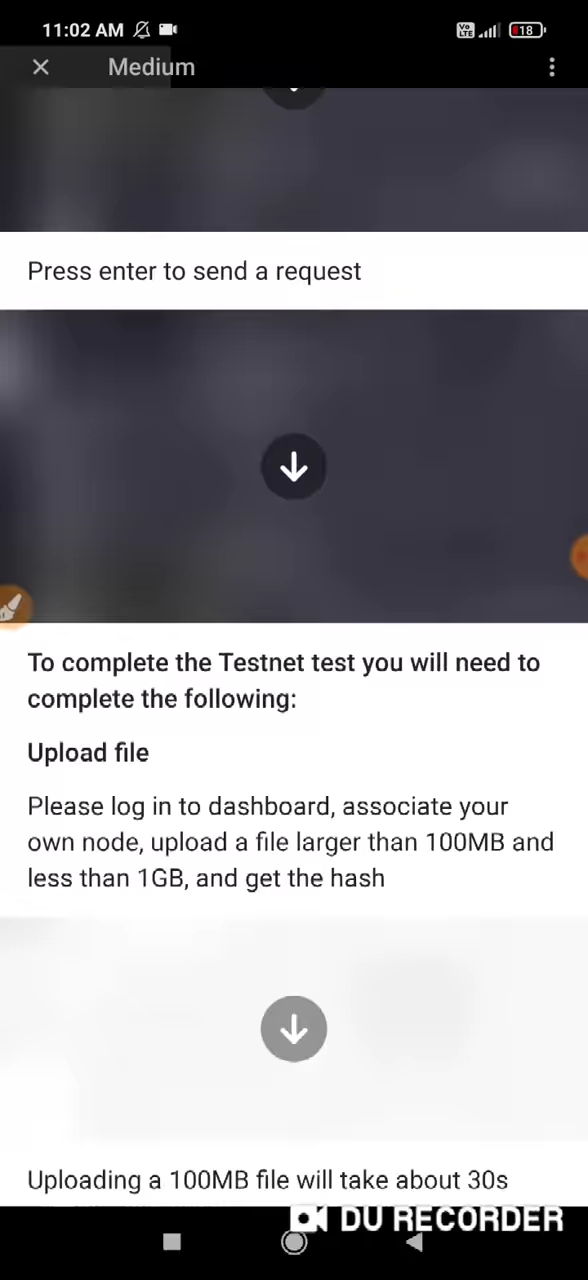 11:02 AM
Vo LTE
18
Medium
Press enter to send a request
To complete the Testnet test you will need to
complete the following:
Upload file
Please log in to dashboard, associate your
own node, upload a file larger than 100MB and
less than 1GB, and get the hash
Uploading a 100MB file will take about 30s
DU RECORDER